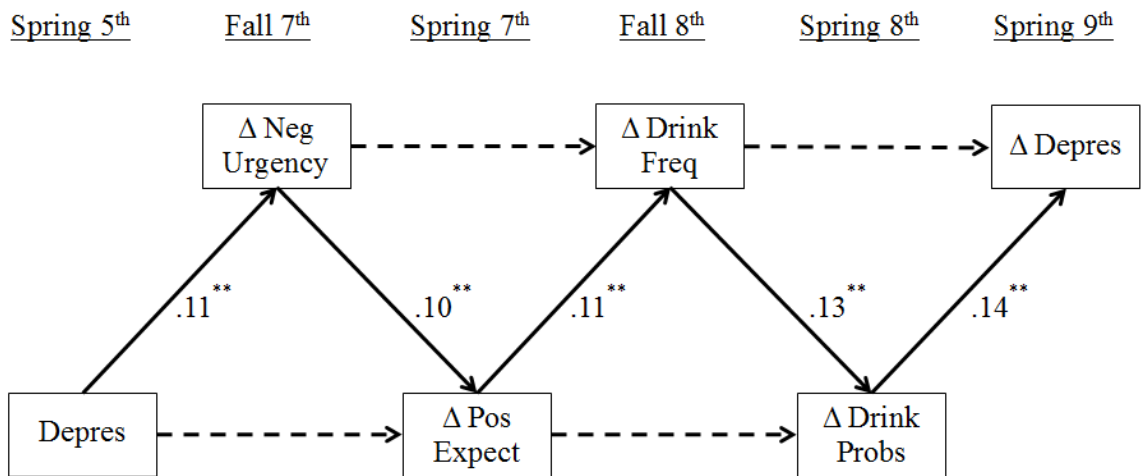 Spring 5th Fall 7th Spring 7th Fall 8th Spring 8th Spring 9th
Δ Neg
Urgency
Δ Drink
Freq
Δ Depres
.11**
.10**
.11**
.13**
.14**
Depres
Δ Pos
Expect
Δ Drink
Probs